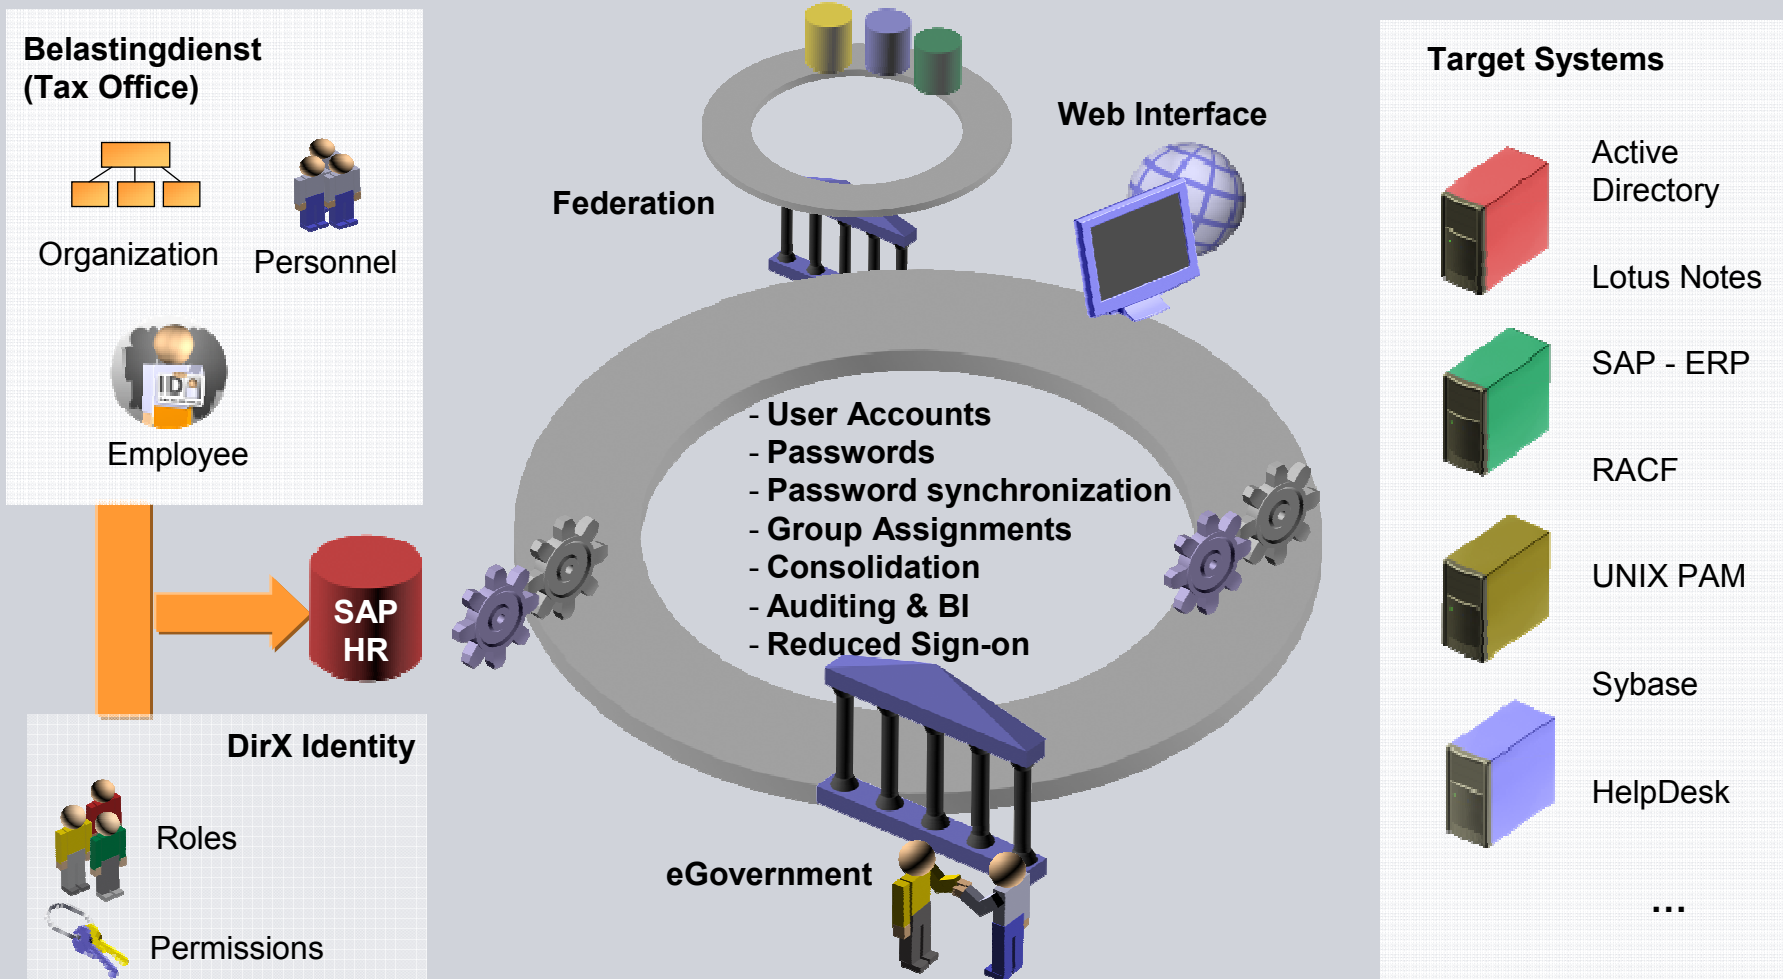 Belastingdienst
(Tax Office)
Organization
Personnel
ID
Employee
SAP
HR
DirX Identity
Roles
Permissions
Federation
Web Interface
- User Accounts
- Passwords
- Password synchronization
- Group Assignments
- Consolidation
- Auditing & BI
- Reduced Sign-on
eGovernment
Target Systems
Active
Directory
Lotus Notes
SAP - ERP
RACF
UNIX PAM
Sybase
HelpDesk
...